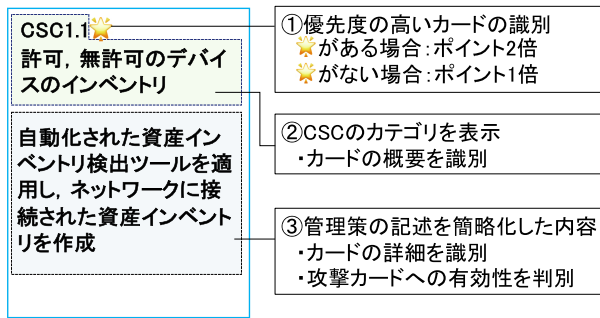 CSC1.1🌟
許可，無許可のデバイ
スのインベントリ
自動化された資産イン
ベントリ検出ツールを適
用し，ネットワークに接
続された資産インベント
リを作成
①優先度の高いカードの識別
🌟がある場合：ポイント2倍
🌟がない場合：ポイント1倍
②CSCのカテゴリを表示
・カードの概要を識別
③管理策の記述を簡略化した内容
・カードの詳細を識別
・攻撃カードへの有効性を判別